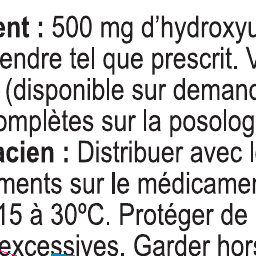 ent : 500 mg d’hydroxyu
endre tel que prescrit. V
(disponible sur demand
omplètes sur la posolog
acien : Distribuer avec l
ments sur le médicamen
15 à 30ºC. Protéger de
excessives. Garder hors